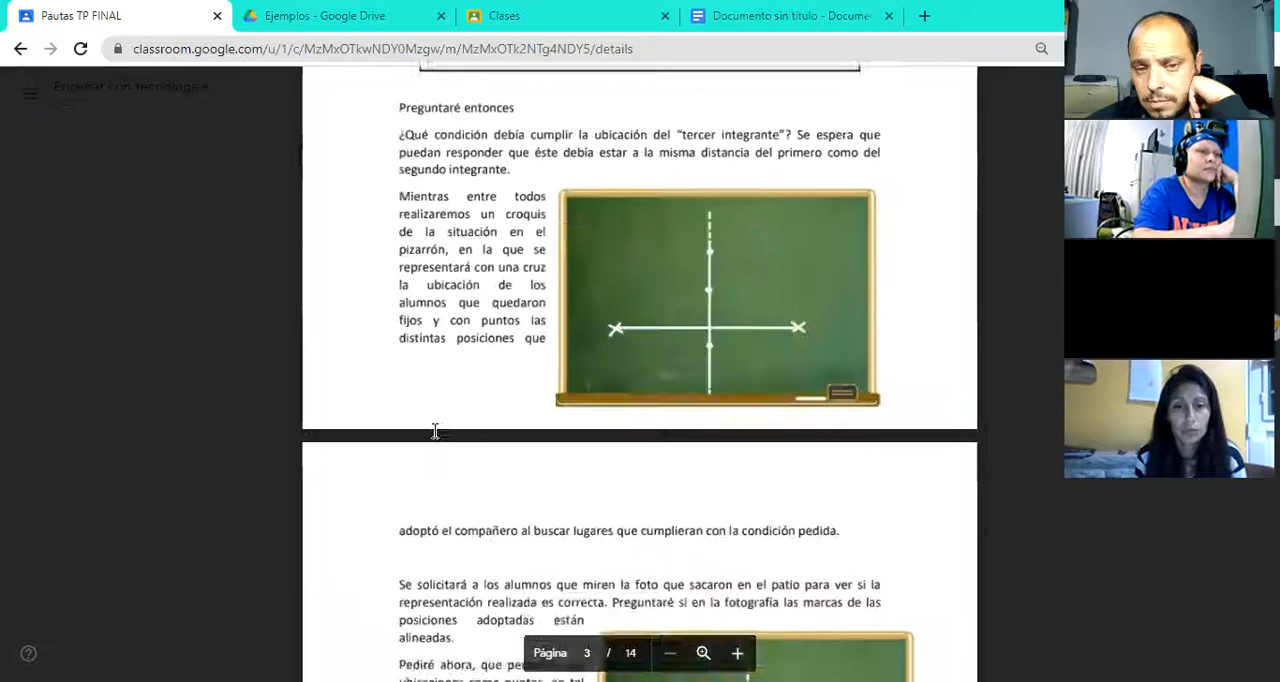 Pautas TP FINAL
Ejemplos - Google Drive
Clases
Documento sin título - Docume
classroom.google.com/u/1/c/MzMxOTkwNDY0Mzgw/m/MzMxOTk2NTg4NDY5/details
Enseñar con tecnologías
Preguntaré entonces
¿Qué condición debía cumplir la ubicación del “tercer integrante”? Se espera que
puedan responder que éste debía estar a la misma distancia del primero como del
segundo integrante.
Mientras entre todos
realizaremos un croquis
de la situación en el
pizarrón, en la que se
representará con una cruz
la ubicación de los
alumnos que quedaron
fijos y con puntos las
distintas posiciones que
adoptó el compañero al buscar lugares que cumplieran con la condición pedida.
Se solicitará a los alumnos que miren la foto que sacaron en el patio para ver si la
representación realizada es correcta. Preguntaré si en la fotografía las marcas de las
posiciones adoptadas están
alineadas.
Pediré ahora, que
Página 3 / 14